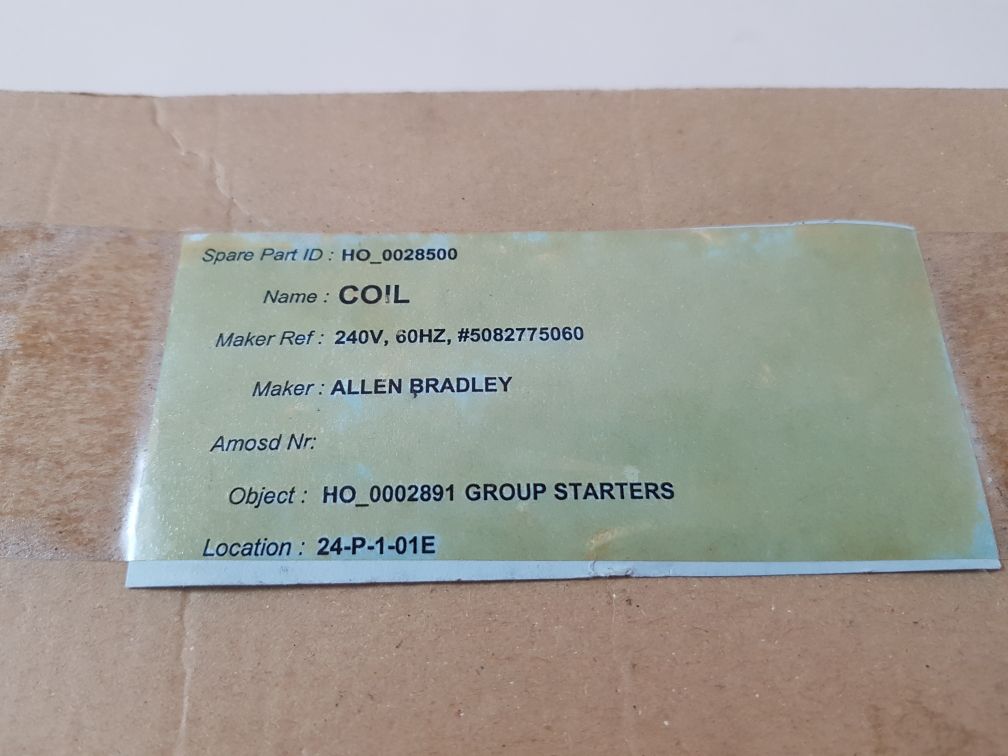 Spare Part ID : HO_0028500
Name : COIL
Maker Ref : 240V, 60HZ, #5082775060
Maker : ALLEN BRADLEY
Amosd Nr:
Object : HO_0002891 GROUP STARTERS
Location : 24-P-1-01E